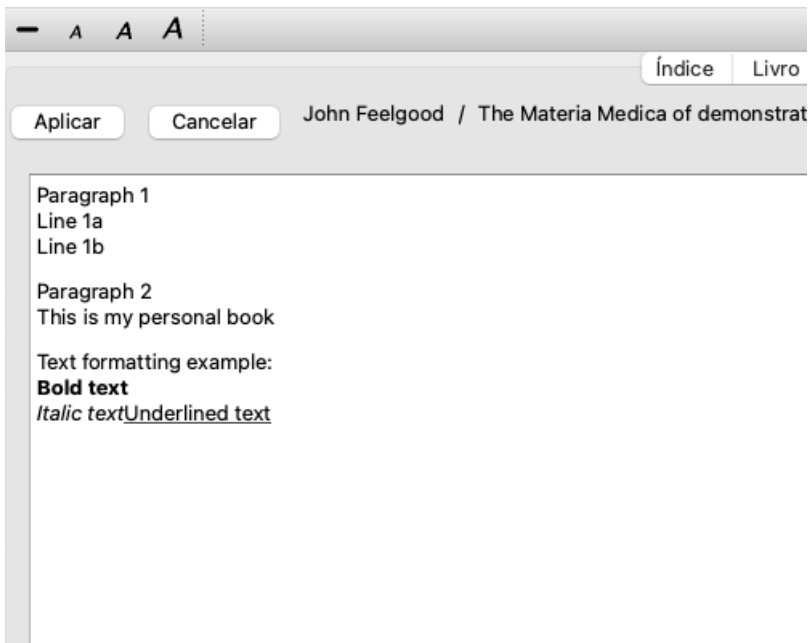 A A A
Índice Livro
Aplicar Cancelar John Feelgood / The Materia Medica of demonstrat
Paragraph 1
Line 1a
Line 1b
Paragraph 2
This is my personal book
Text formatting example:
Bold text
Italic textUnderlined text